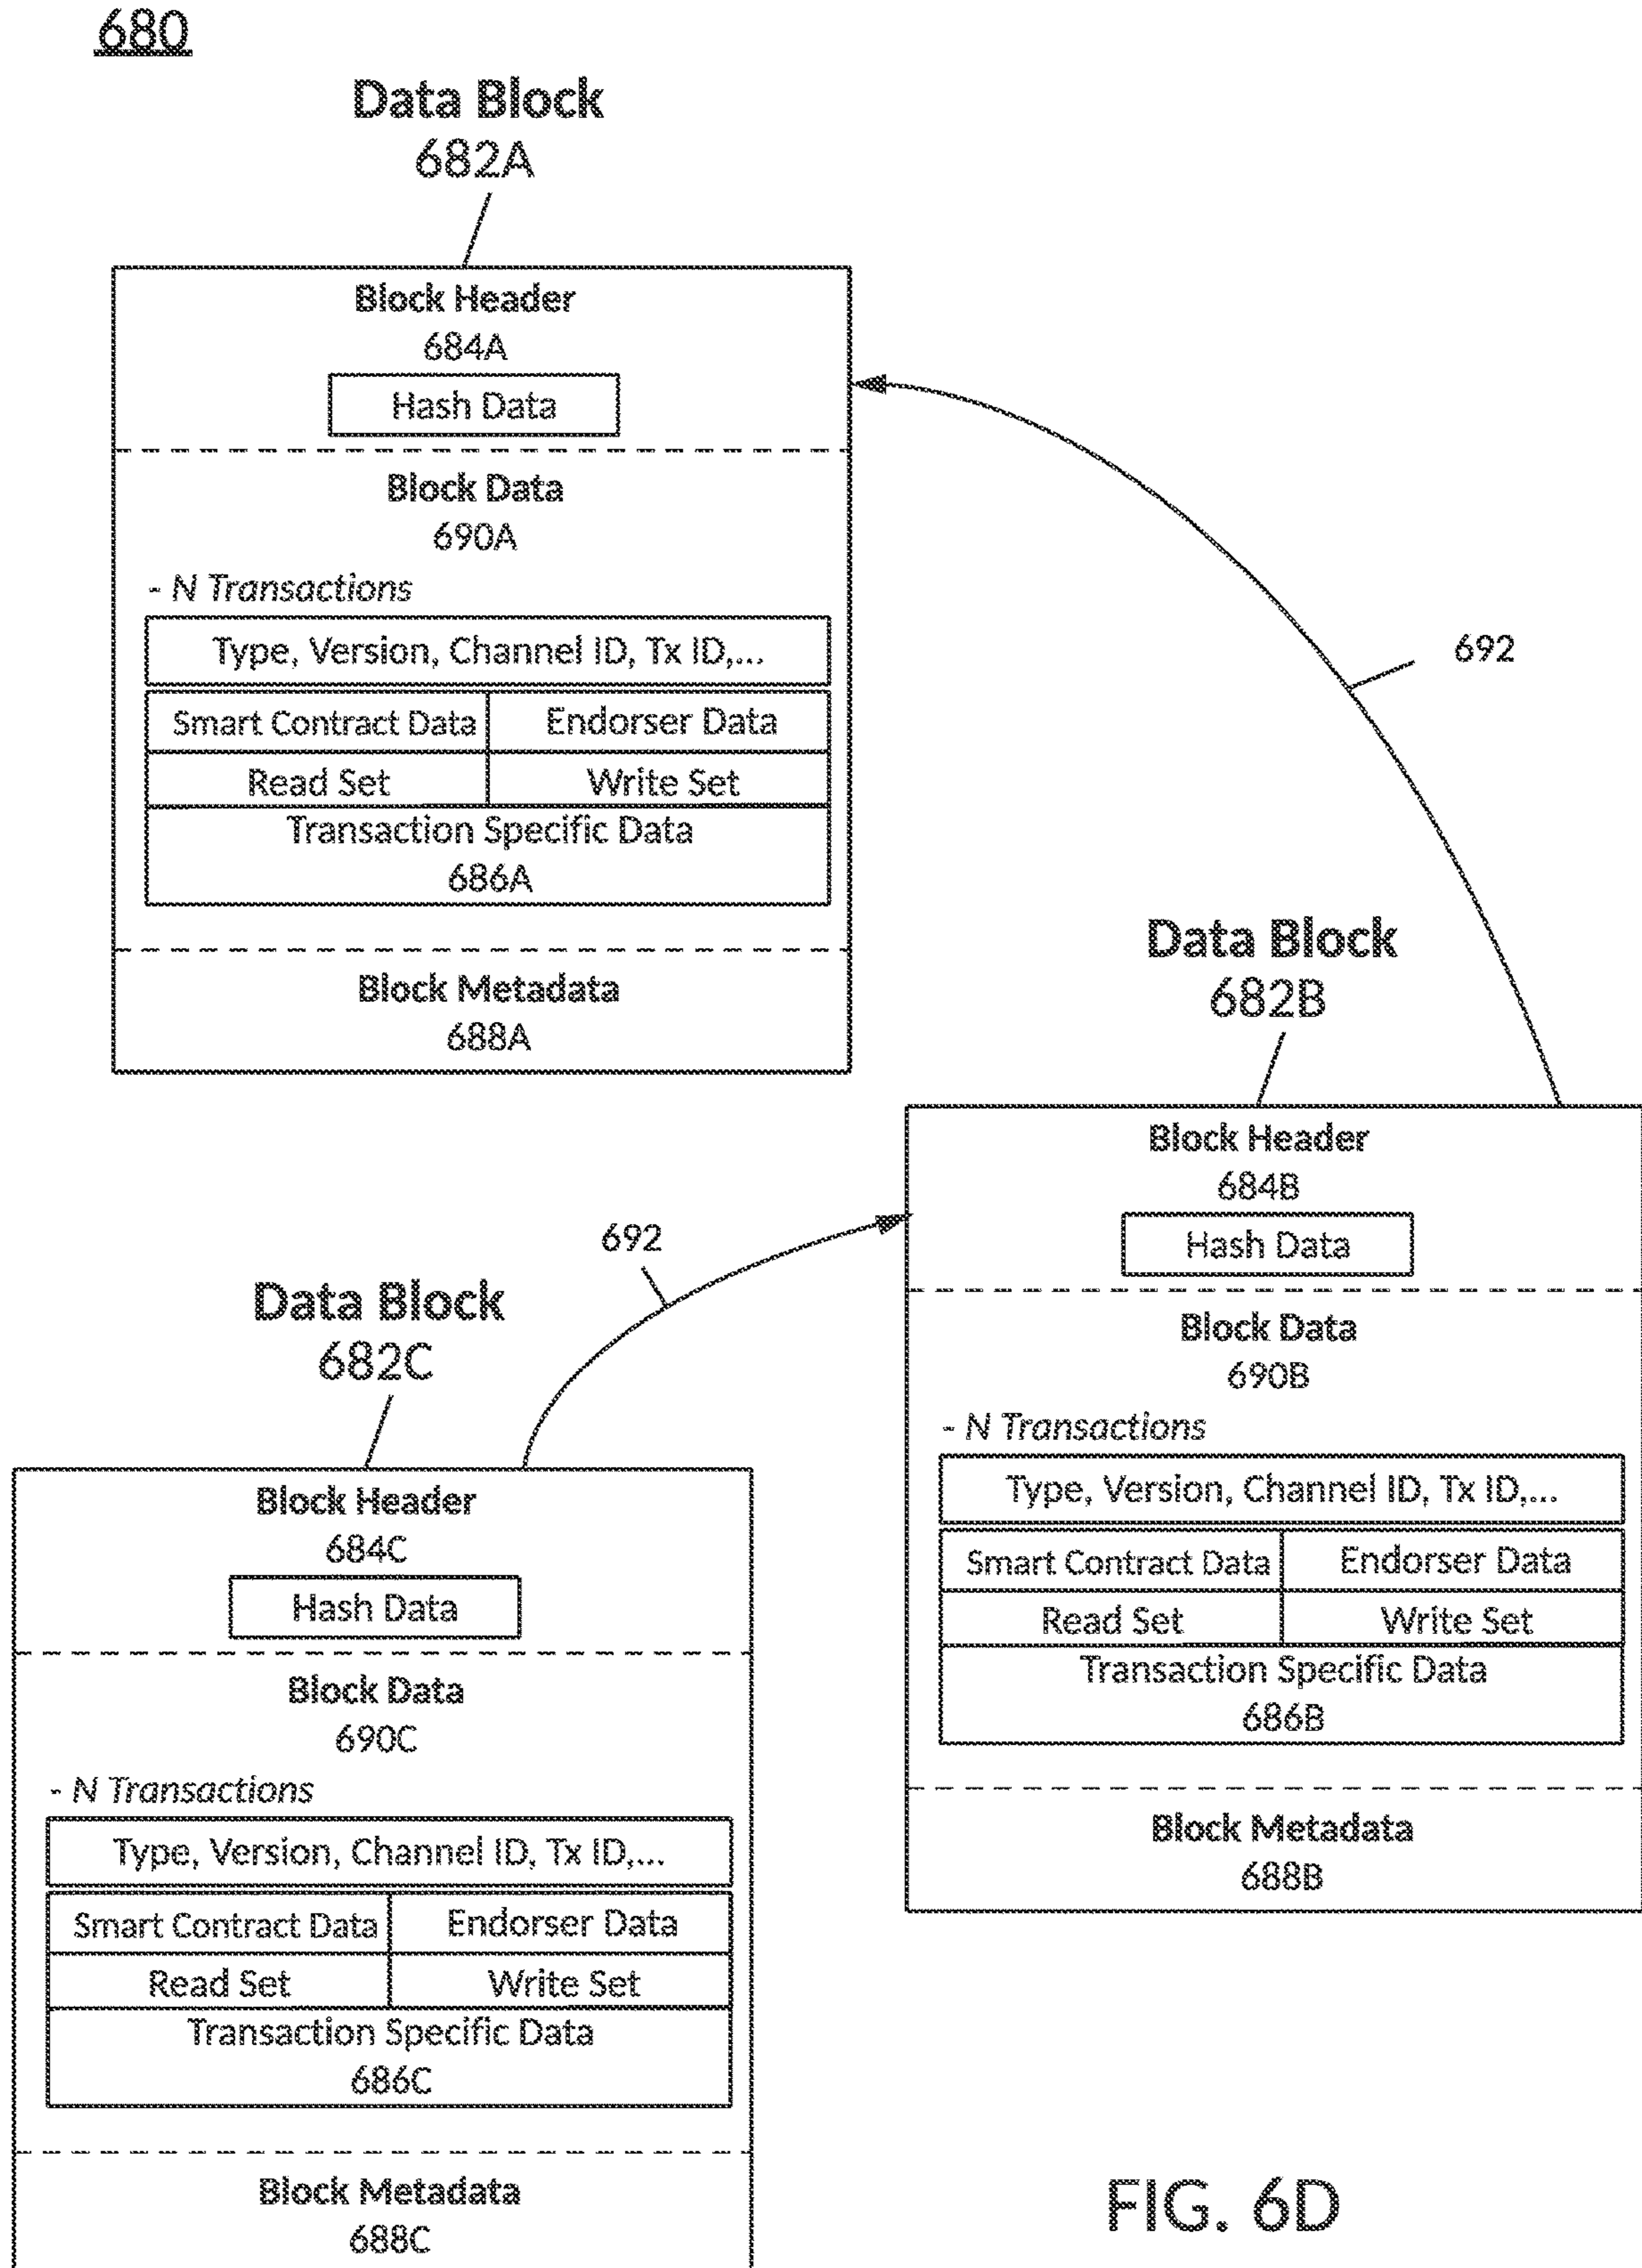 680
Data Block
682A
Block Header
684A
Hash Data
Block Data
690A
- N Transactions
Type, Version, Channel ID, Tx ID,...
Smart Contract Data Endorser Data
Read Set Write Set
Transaction Specific Data
686A
Block Metadata
688A
692
Data Block
682B
Block Header
684B
Hash Data
Block Data
690B
- N Transactions
Type, Version, Channel ID, Tx ID,...
Smart Contract Data Endorser Data
Read Set Write Set
Transaction Specific Data
686B
Block Metadata
688B
692
Data Block
682C
Block Header
684C
Hash Data
Block Data
690C
- N Transactions
Type, Version, Channel ID, Tx ID,...
Smart Contract Data Endorser Data
Read Set Write Set
Transaction Specific Data
686C
Block Metadata
688C
FIG. 6D